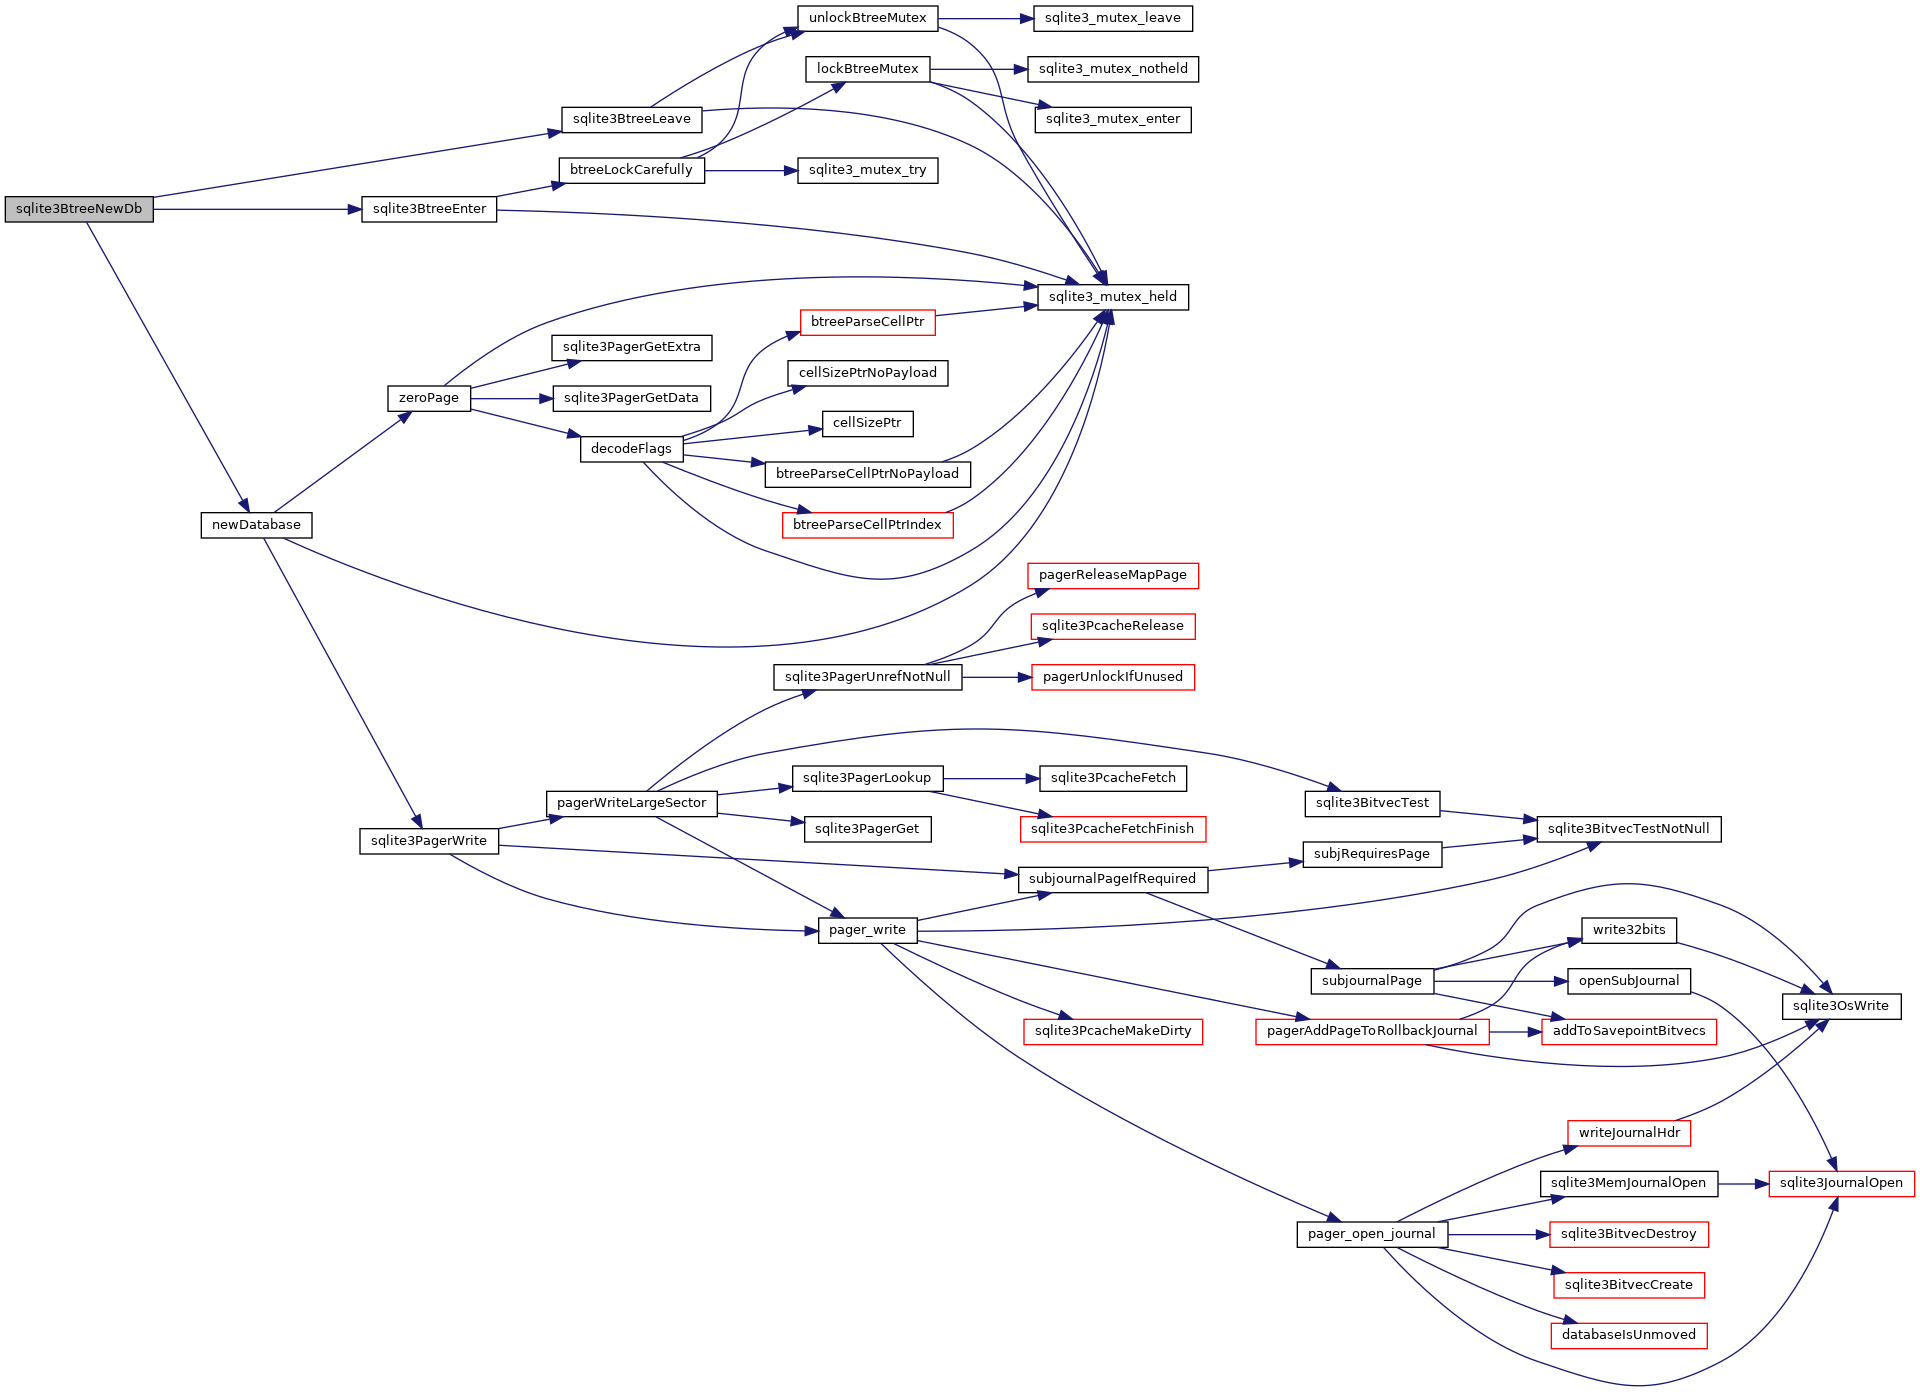 unlockBtreeMutex
sqlite3_mutex_leave
lockBtreeMutex
sqlite3_mutex_notheld
sqlite3BtreeLeave
sqlite3_mutex_enter
btreeLockCarefully
sqlite3_mutex_try
sqlite3BtreeNewDb
sqlite3BtreeEnter
sqlite3_mutex_held
btreeParseCellPtr
sqlite3PagerGetExtra
cellSizePtrNoPayload
zeroPage
sqlite3PagerGetData
cellSizePtr
decodeFlags
btreeParseCellPtrNoPayload
newDatabase
btreeParseCellPtrIndex
pagerReleaseMapPage
sqlite3PcacheRelease
sqlite3PagerUnrefNotNull
pagerUnlockIfUnused
sqlite3PagerLookup
sqlite3PcacheFetch
pagerWriteLargeSector
sqlite3BitvecTest
sqlite3PagerGet
sqlite3PcacheFetchFinish
sqlite3BitvecTestNotNull
sqlite3PagerWrite
subjRequiresPage
subjournalPageIfRequired
pager_write
write32bits
subjournalPage
openSubJournal
sqlite3OsWrite
sqlite3PcacheMakeDirty
pagerAddPageToRollbackJournal
addToSavepointBitvecs
writeJournalHdr
sqlite3MemJournalOpen
sqlite3JournalOpen
pager_open_journal
sqlite3BitvecDestroy
sqlite3BitvecCreate
databaseIsUnmoved